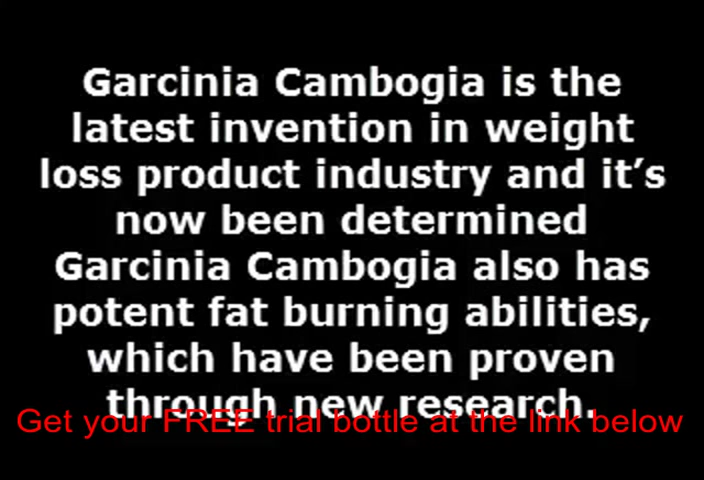 Garcinia Cambogia is the
latest invention in weight
loss product industry and it’s
now been determined
Garcinia Cambogia also has
potent fat burning abilities,
which have been proven
through new research.
Get your FREE trial bottle at the link below